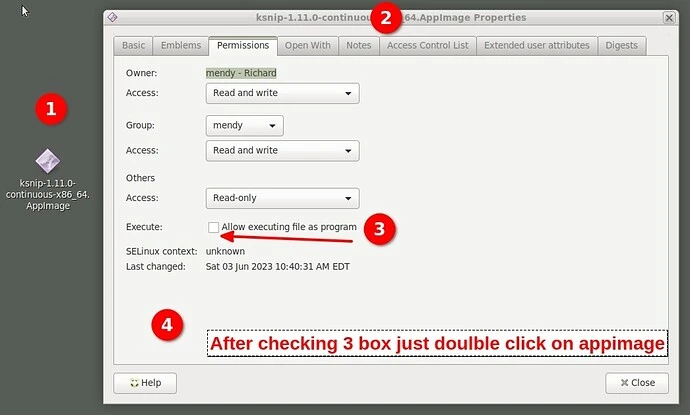 ksnip-1.11.0-continuous- 2 64.AppImage Properties
Basic Emblems Permissions Open With Notes Access Control List Extended user attributes Digests
Owner: mendy - Richard
Access: Read and write
1
Group: mendy
Access: Read and write
ksnip-1.11.0-
continuous-x86_64.
AppImage
Others
Access: Read-only
Execute: Allow executing file as program 3
SELinux context: unknown
Last changed: Sat 03 Jun 2023 10:40:31 AM EDT
4
After checking 3 box just doulble click on appimage
Help Close